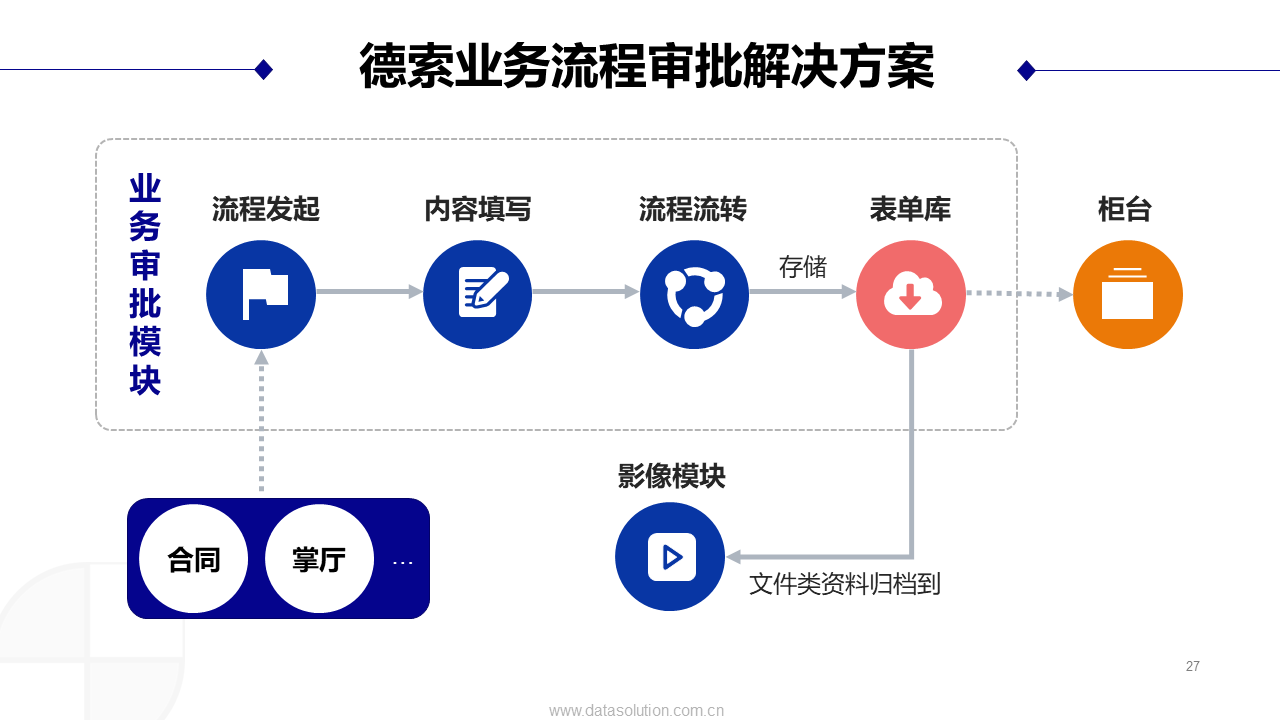 德索业务流程审批解决方案
业务审批模块
流程发起
内容填写
流程流转
表单库
柜台
存储
影像模块
合同
掌厅
...
文件类资料归档到
27
www.datasolution.com.cn